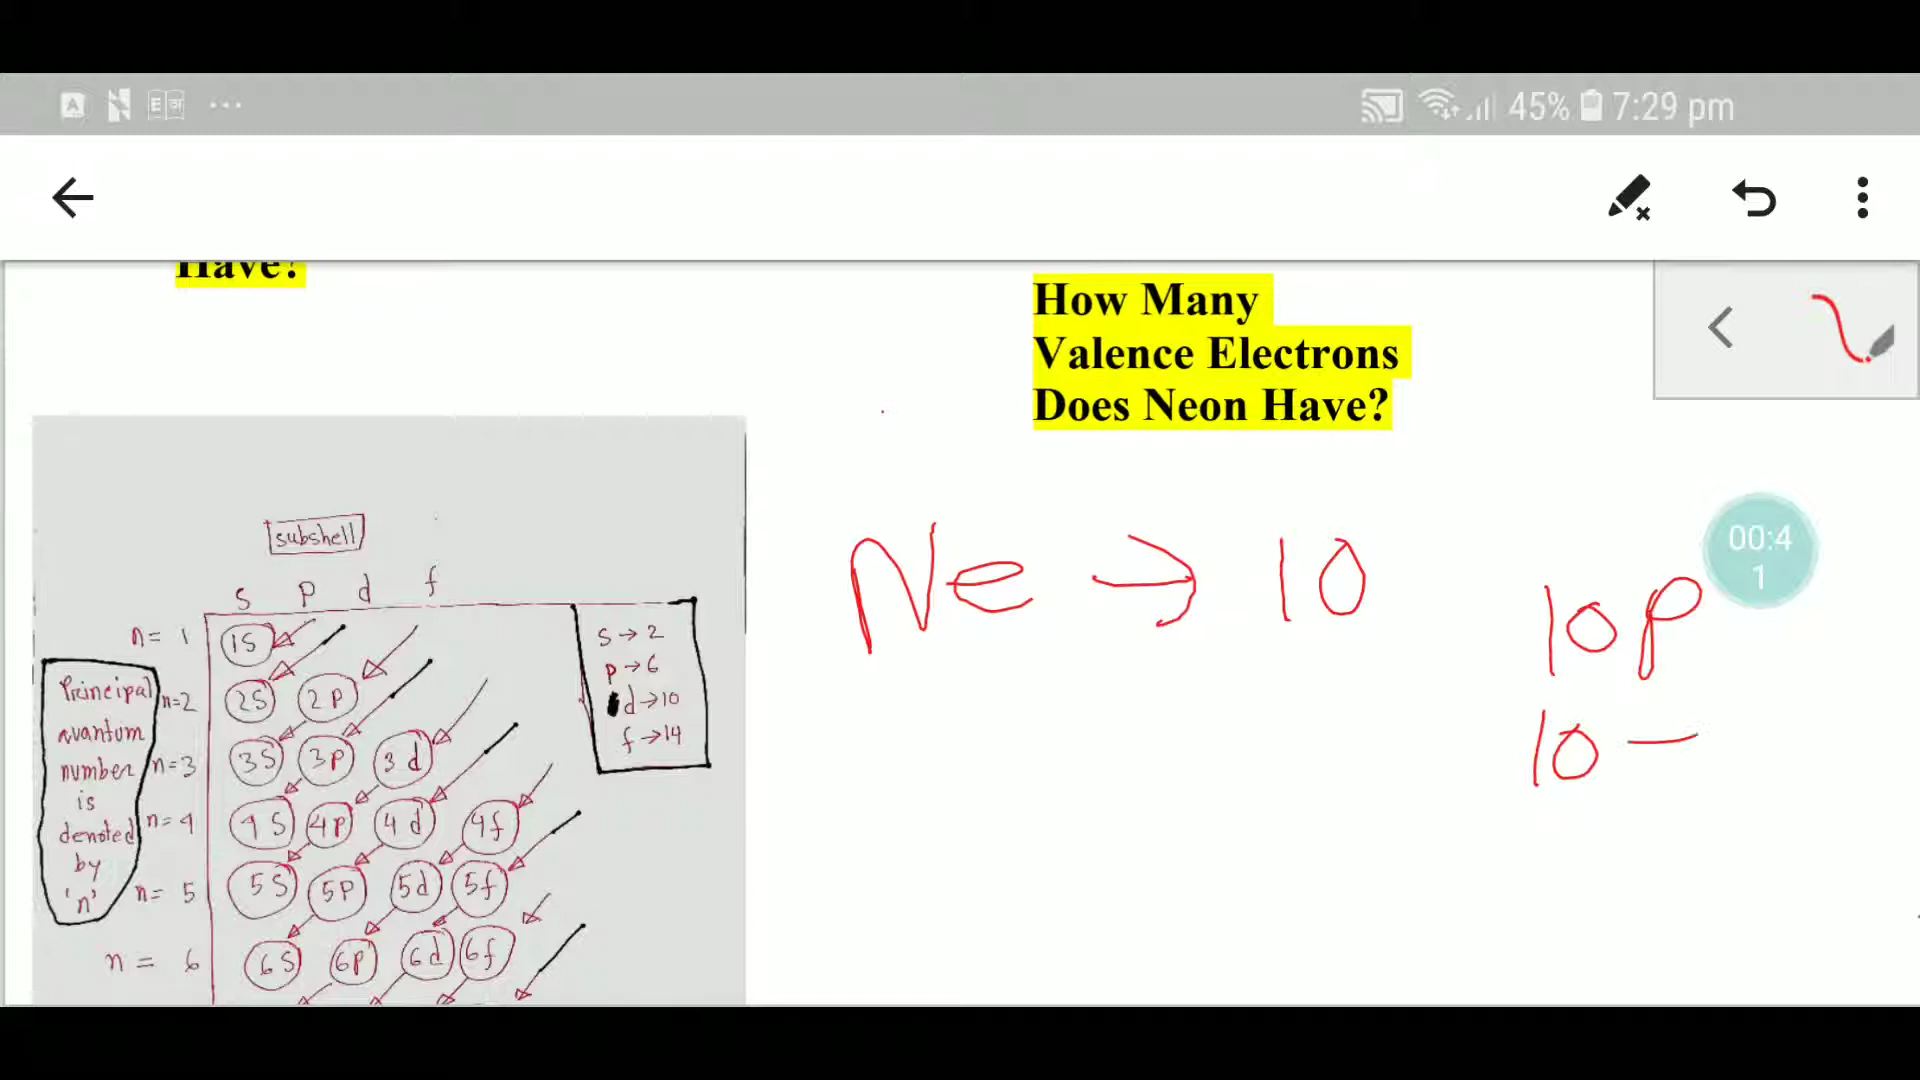 45% 7:29 pm
Have?
How Many
Valence Electrons
Does Neon Have?
00:4
1
Ne → 10
10P
10 —
subshell
s p d f
n = 1 1S
n=2 2S 2P
n=3 3S 3P 3d
n=4 4S 4P 4d 4f
n= 5 5S 5P 5d 5f
n = 6 6S 6P 6d 6f
Principal
quantum
number
is
denoted
by
'n'
s→2
p→6
d→10
f→14